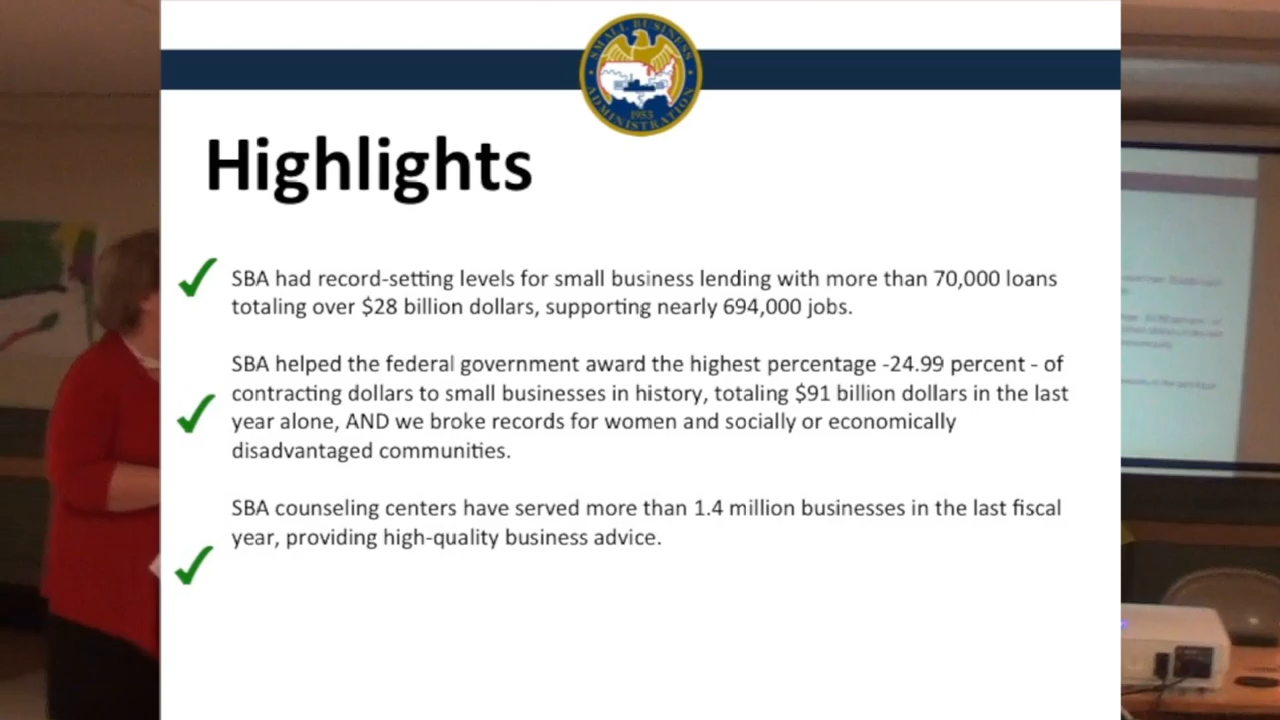 SMALL BUSINESS
ADMINISTRATION
1953
Highlights
SBA had record-setting levels for small business lending with more than 70,000 loans
totaling over $28 billion dollars, supporting nearly 694,000 jobs.
SBA helped the federal government award the highest percentage -24.99 percent - of
contracting dollars to small businesses in history, totaling $91 billion dollars in the last
year alone, AND we broke records for women and socially or economically
disadvantaged communities.
SBA counseling centers have served more than 1.4 million businesses in the last fiscal
year, providing high-quality business advice.